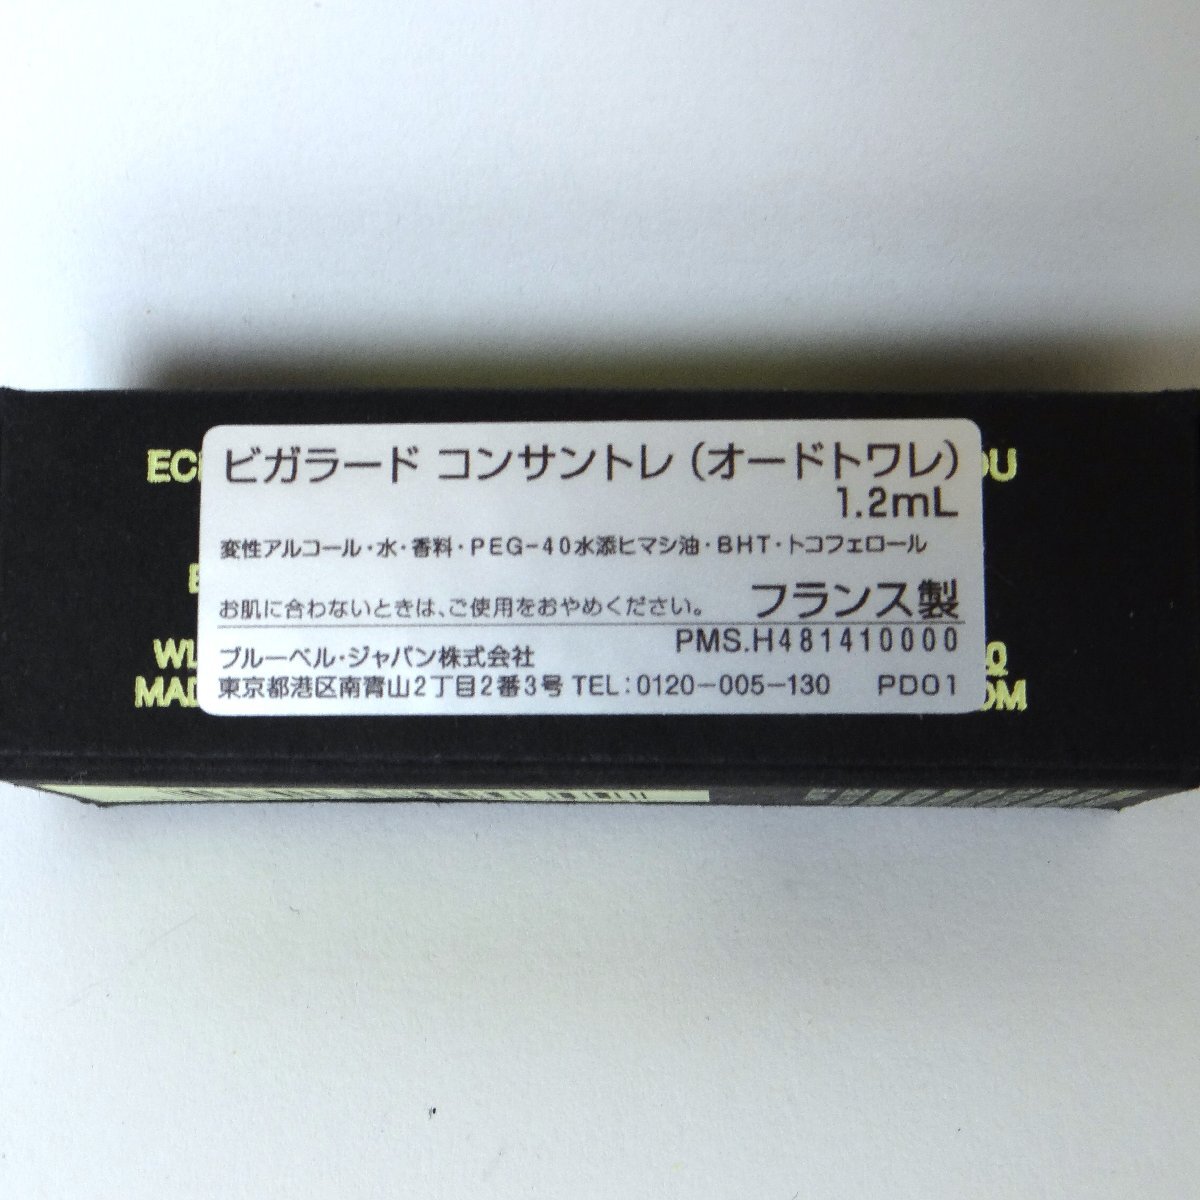 ビガラード コンサントレ(オードトワレ)
1.2mL
変性アルコール・水・香料・PEG-40水添ヒマシ油・BHT・トコフェロール
お肌に合わないときは、ご使用をおやめください。 フランス製
PMS.H481410000
ブルーベル・ジャパン株式会社
東京都港区南青山2丁目2番3号 TEL:0120-005-130 PD01